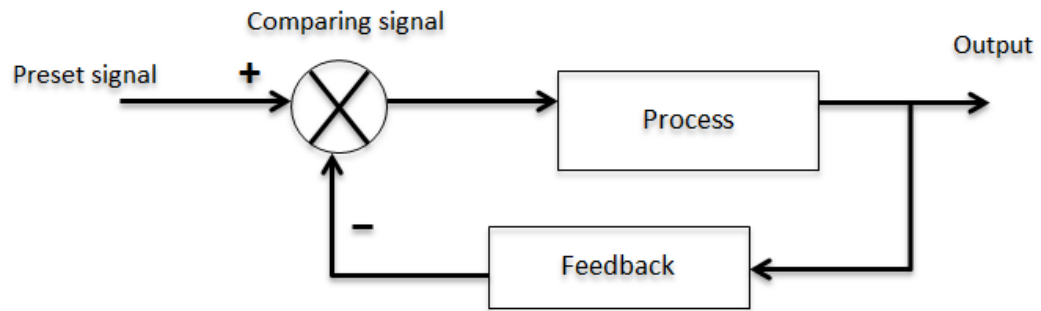 Comparing signal
Output
Preset signal
+
Process
−
Feedback